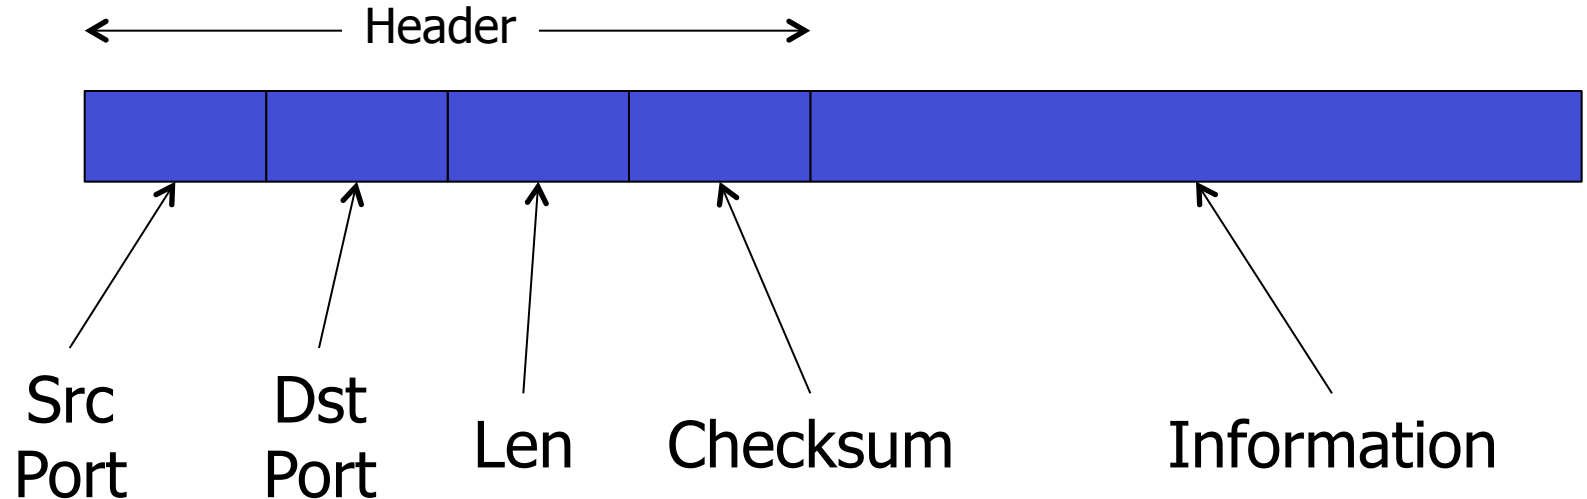 Header
Src
Port
Dst
Port
Len
Checksum
Information